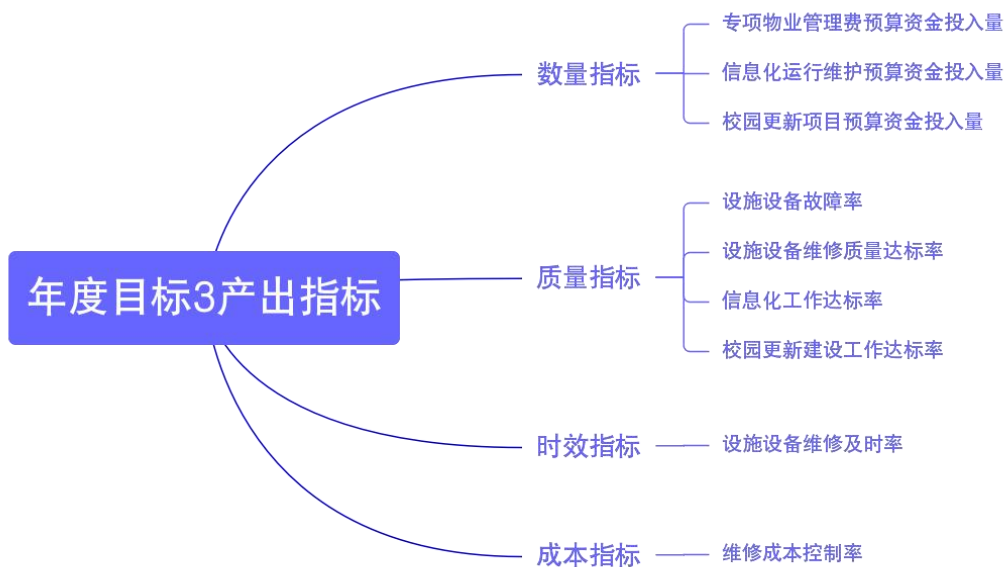 年度目标3产出指标
数量指标
专项物业管理费预算资金投入量
信息化运行维护预算资金投入量
校园更新项目预算资金投入量
质量指标
设施设备故障率
设施设备维修质量达标率
信息化工作达标率
校园更新建设工作达标率
时效指标
设施设备维修及时率
成本指标
维修成本控制率